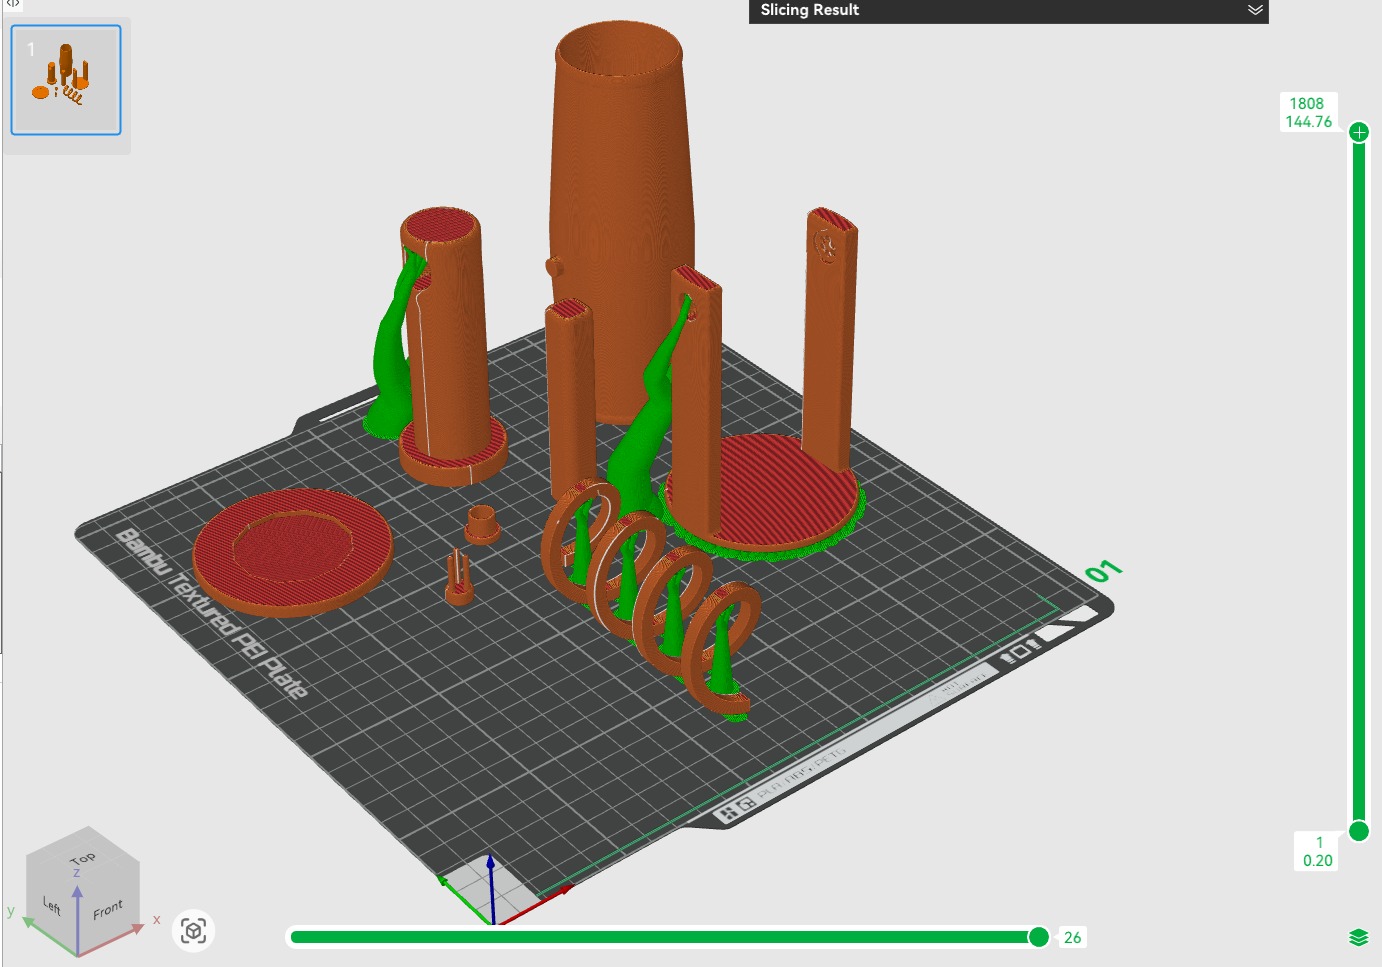 Slicing Result
1
1808
144.76
Bambu Textured PEI Plate
01
PLA/ABS/PETG
1
0.20
Top
z
Left
Front
y
x
26